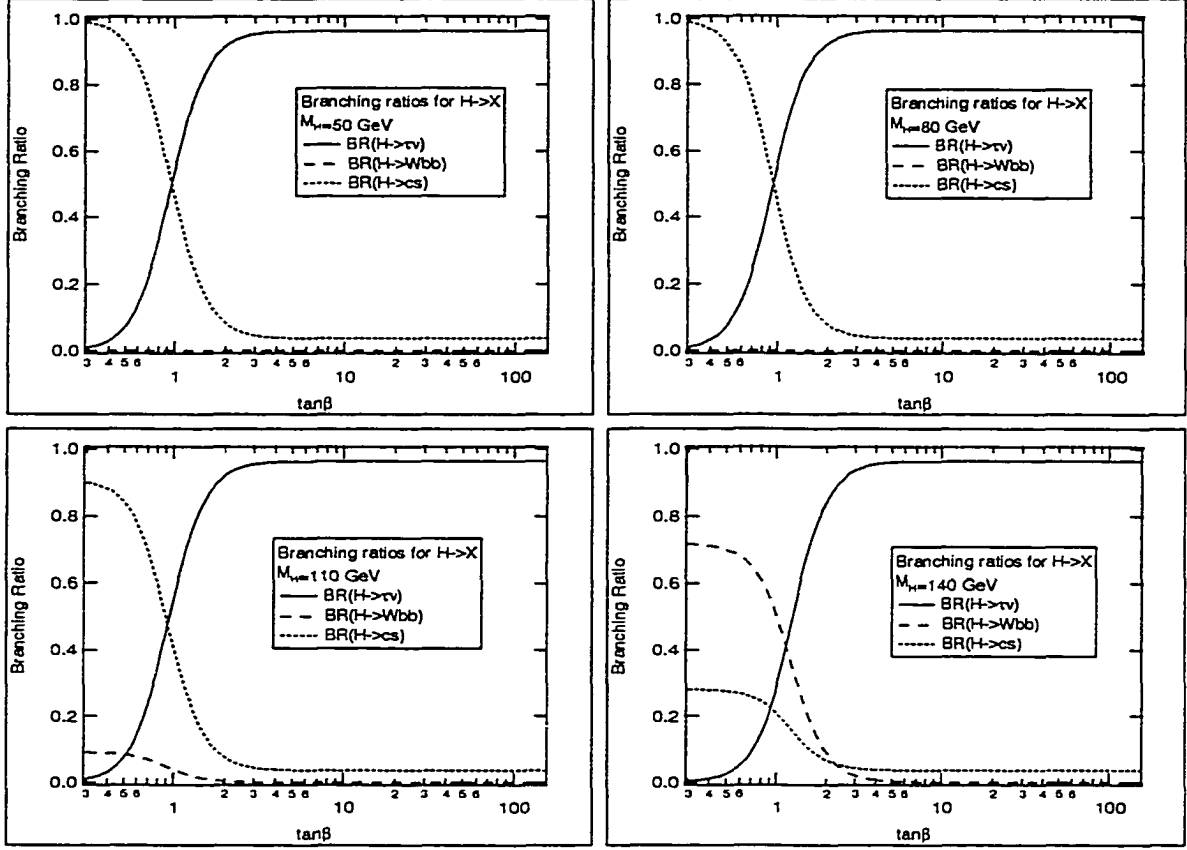 1.0
0.8
0.6
0.4
0.2
0.0
Branching Ratio
Branching ratios for H->X
M_H=50 GeV
BR(H->τν)
BR(H->Wbb)
BR(H->cs)
3 4 5 6 2 3 4 5 6 2 3 4 5 6
1 10 100
tanβ
1.0
0.8
0.6
0.4
0.2
0.0
Branching Ratio
Branching ratios for H->X
M_H=80 GeV
BR(H->τν)
BR(H->Wbb)
BR(H->cs)
3 4 5 6 2 3 4 5 6 2 3 4 5 6
1 10 100
tanβ
1.0
0.8
0.6
0.4
0.2
0.0
Branching Ratio
Branching ratios for H->X
M_H=110 GeV
BR(H->τν)
BR(H->Wbb)
BR(H->cs)
3 4 5 6 2 3 4 5 6 2 3 4 5 6
1 10 100
tanβ
1.0
0.8
0.6
0.4
0.2
0.0
Branching Ratio
Branching ratios for H->X
M_H=140 GeV
BR(H->τν)
BR(H->Wbb)
BR(H->cs)
3 4 5 6 2 3 4 5 6 2 3 4 5 6
1 10 100
tanβ